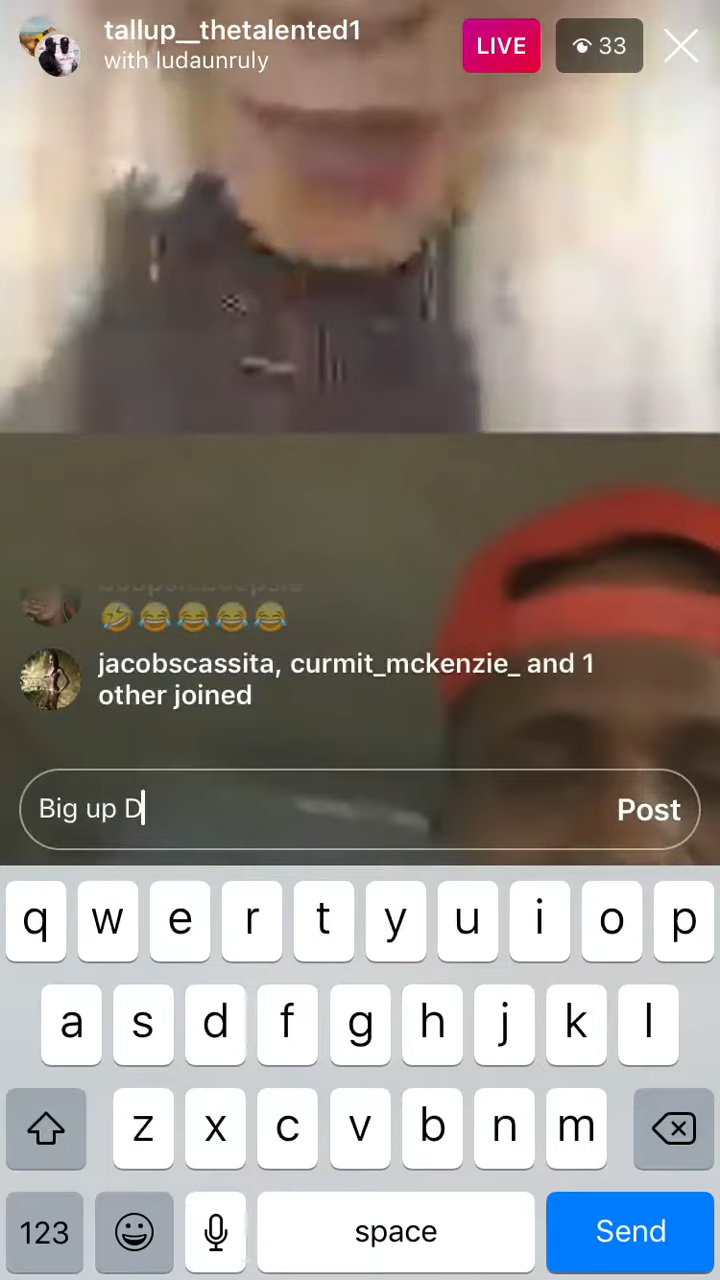 tallup__thetalented1
with ludaunruly
LIVE
33
🤣😂😂😂😂
jacobscassita, curmit_mckenzie_ and 1
other joined
Big up D
Post
q w e r t y u i o p
a s d f g h j k l
z x c v b n m
123
space
Send